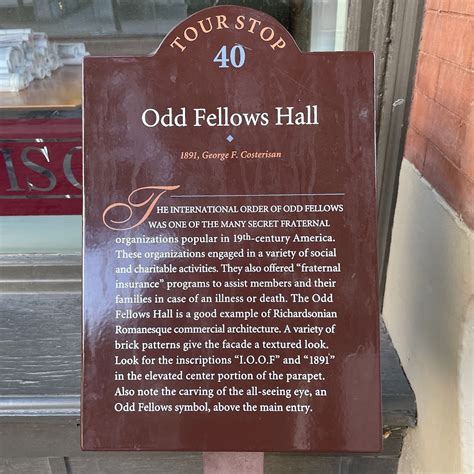 TOUR STOP
40
Odd Fellows Hall
1891, George F. Costerisan
THE INTERNATIONAL ORDER OF ODD FELLOWS
WAS ONE OF THE MANY SECRET FRATERNAL
organizations popular in 19th-century America.
These organizations engaged in a variety of social
and charitable activities. They also offered “fraternal
insurance” programs to assist members and their
families in case of an illness or death. The Odd
Fellows Hall is a good example of Richardsonian
Romanesque commercial architecture. A variety of
brick patterns give the facade a textured look.
Look for the inscriptions “I.O.O.F” and “1891”
in the elevated center portion of the parapet.
Also note the carving of the all-seeing eye, an
Odd Fellows symbol, above the main entry.